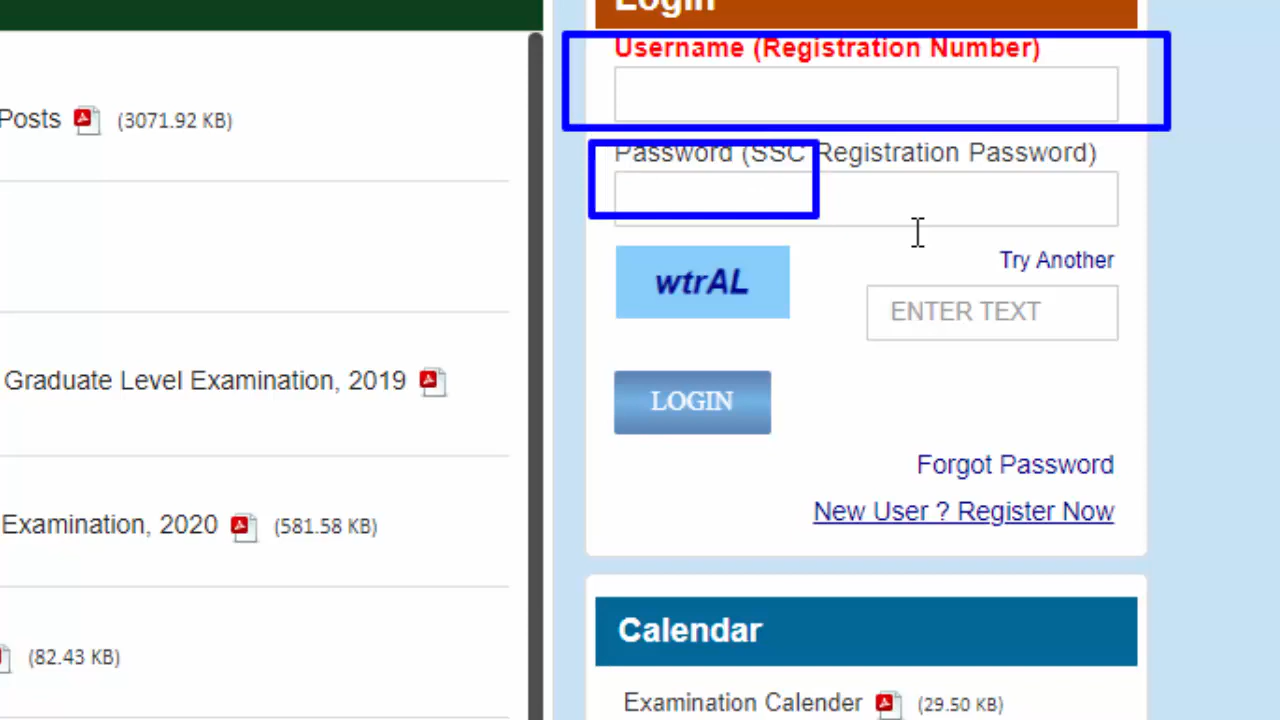 Posts (3071.92 KB)
Graduate Level Examination, 2019
Examination, 2020 (581.58 KB)
(82.43 KB)
Login
Username (Registration Number)
Password (SSC Registration Password)
wtrAL
Try Another
ENTER TEXT
LOGIN
Forgot Password
New User ? Register Now
Calendar
Examination Calender (29.50 KB)